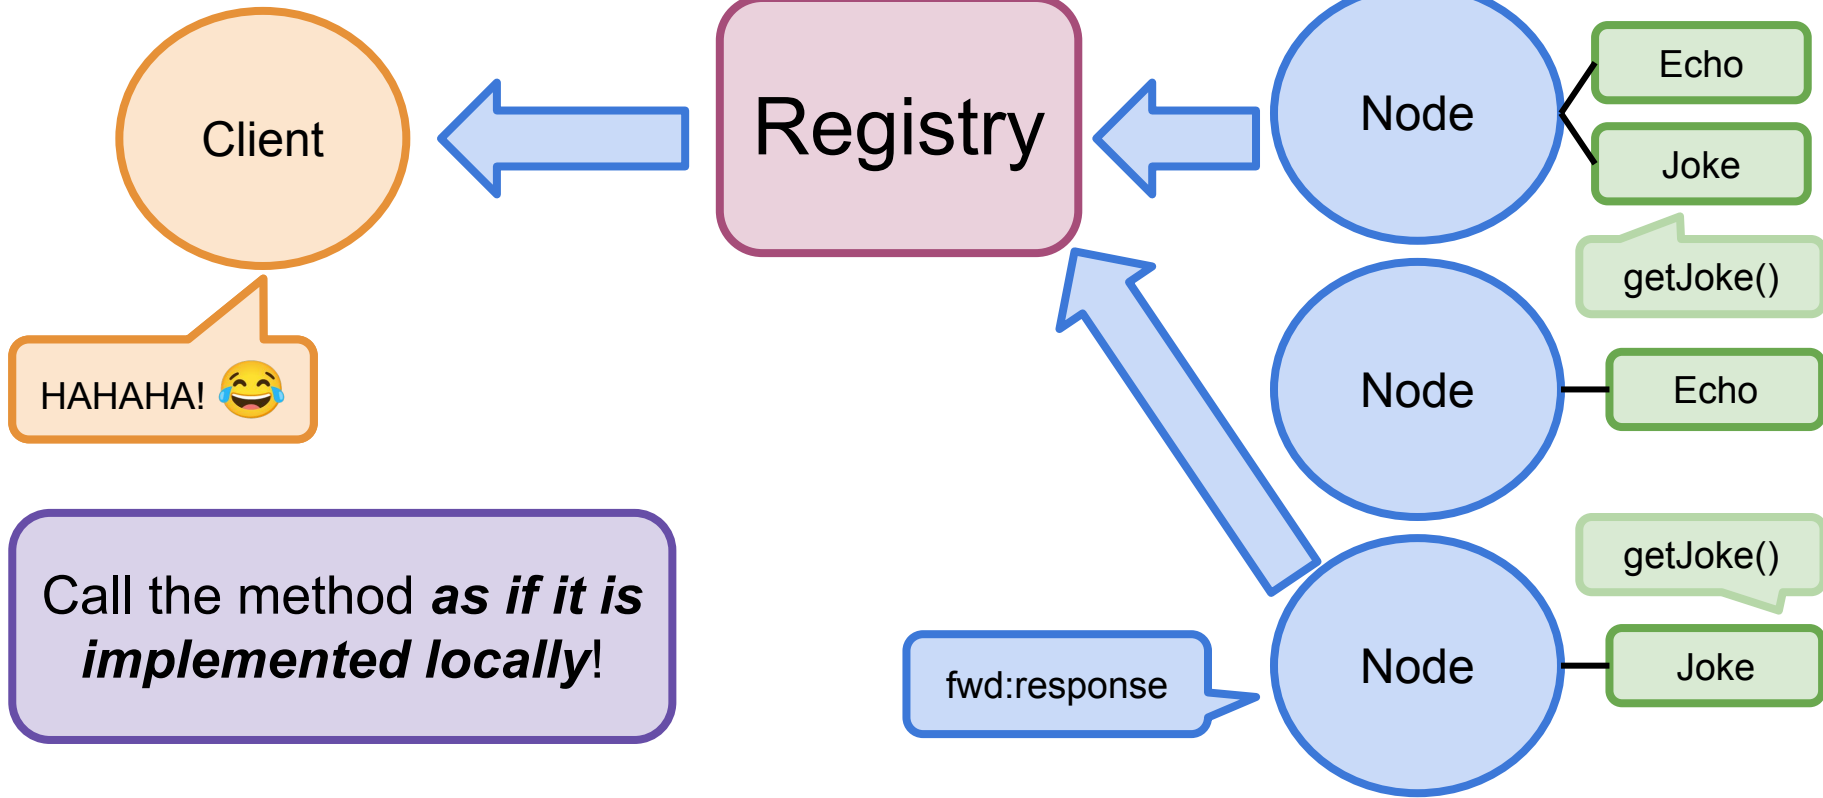 Client
Registry
Node
Echo
Joke
getJoke()
HAHAHA! 😂
Node
Echo
Call the method as if it is
implemented locally!
getJoke()
fwd:response
Node
Joke